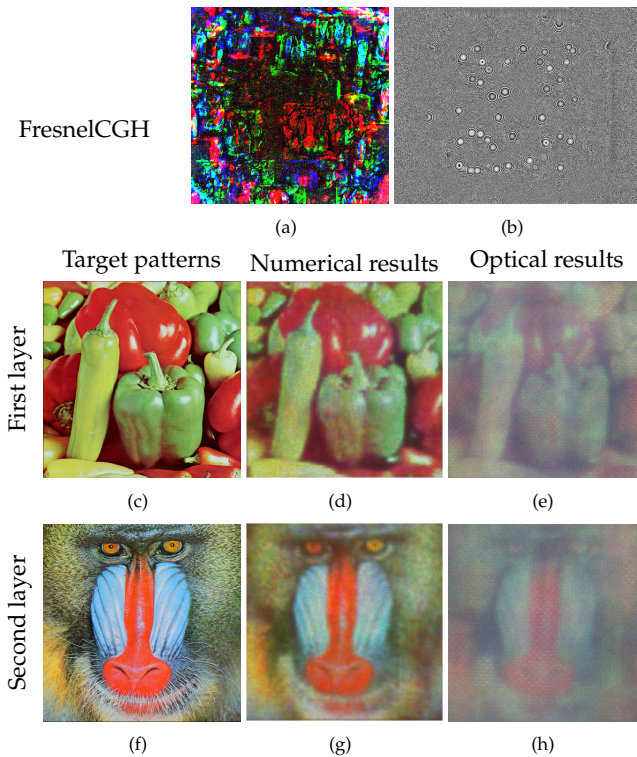 FresnelCGH
(a)
(b)
Target patterns
Numerical results
Optical results
First layer
(c)
(d)
(e)
Second layer
(f)
(g)
(h)